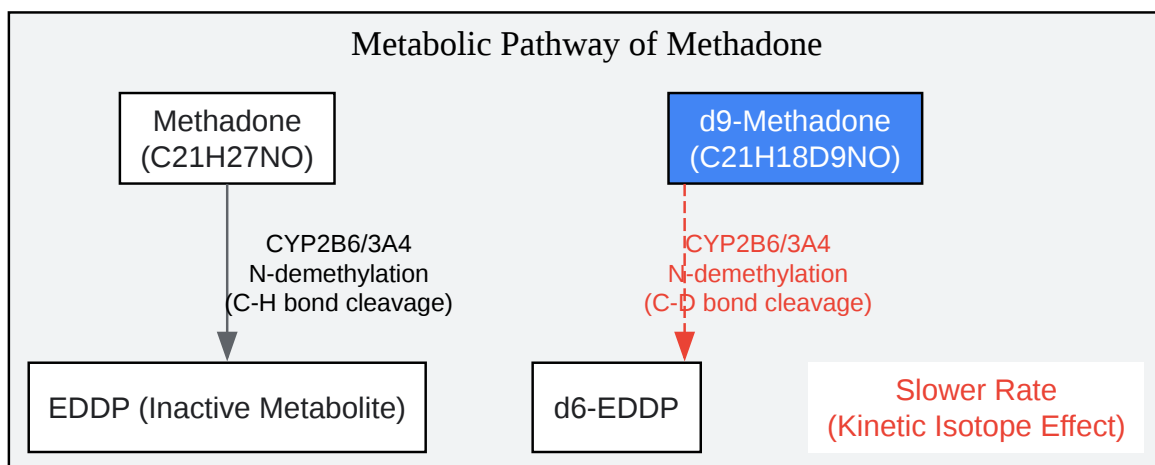 Metabolic Pathway of Methadone
Methadone
(C21H27NO)
d9-Methadone
(C21H18D9NO)
CYP2B6/3A4
N-demethylation
(C-H bond cleavage)
CYP2B6/3A4
N-demethylation
(C-D bond cleavage)
EDDP (Inactive Metabolite)
d6-EDDP
Slower Rate
(Kinetic Isotope Effect)